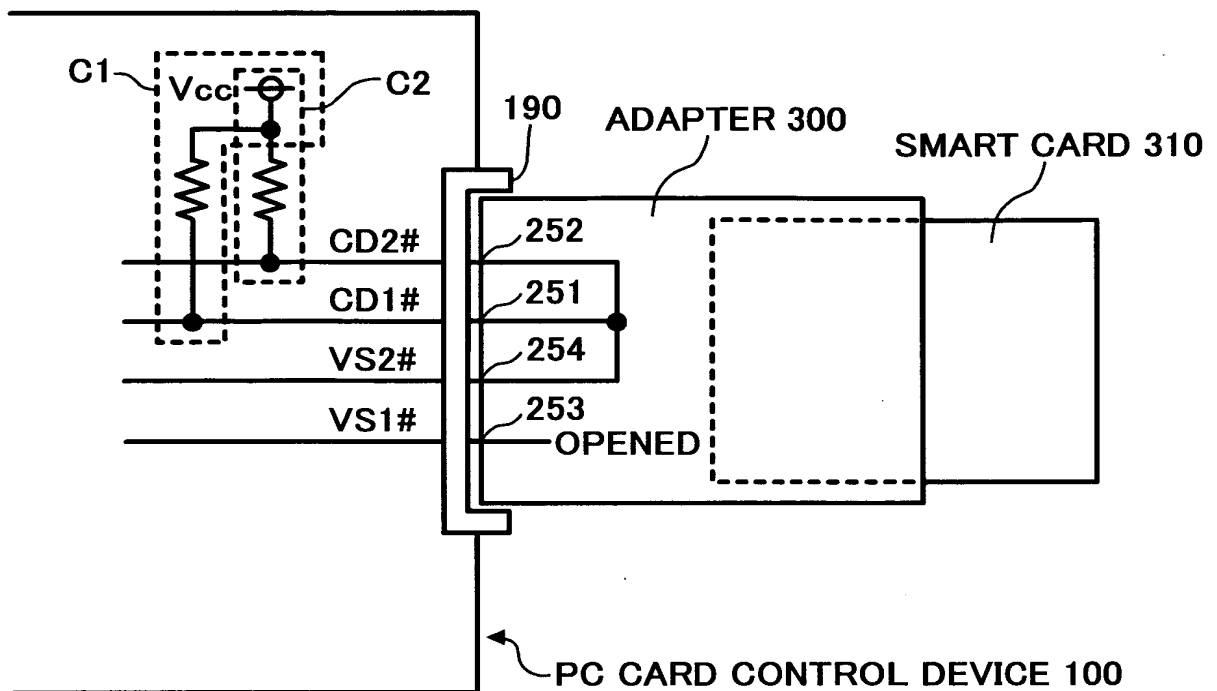 C1
Vcc
C2
190
ADAPTER 300
SMART CARD 310
CD2#
252
CD1#
251
VS2#
254
VS1#
253
OPENED
PC CARD CONTROL DEVICE 100